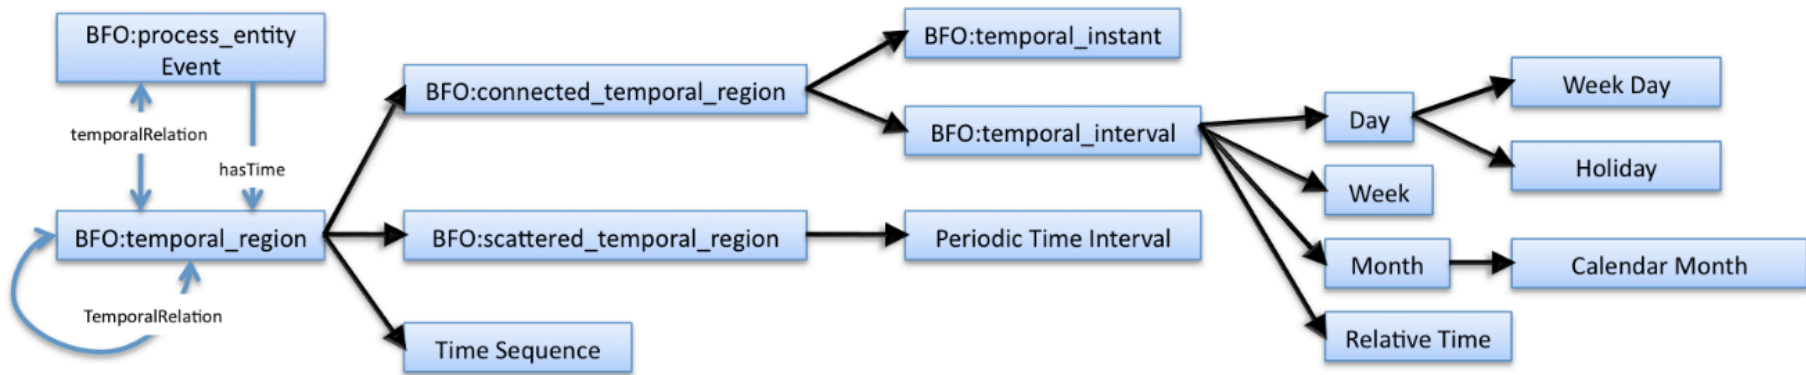 BFO:process_entity
Event
temporalRelation
hasTime
BFO:temporal_region
TemporalRelation
BFO:connected_temporal_region
BFO:scattered_temporal_region
Time Sequence
BFO:temporal_instant
BFO:temporal_interval
Periodic Time Interval
Day
Week
Month
Relative Time
Week Day
Holiday
Calendar Month